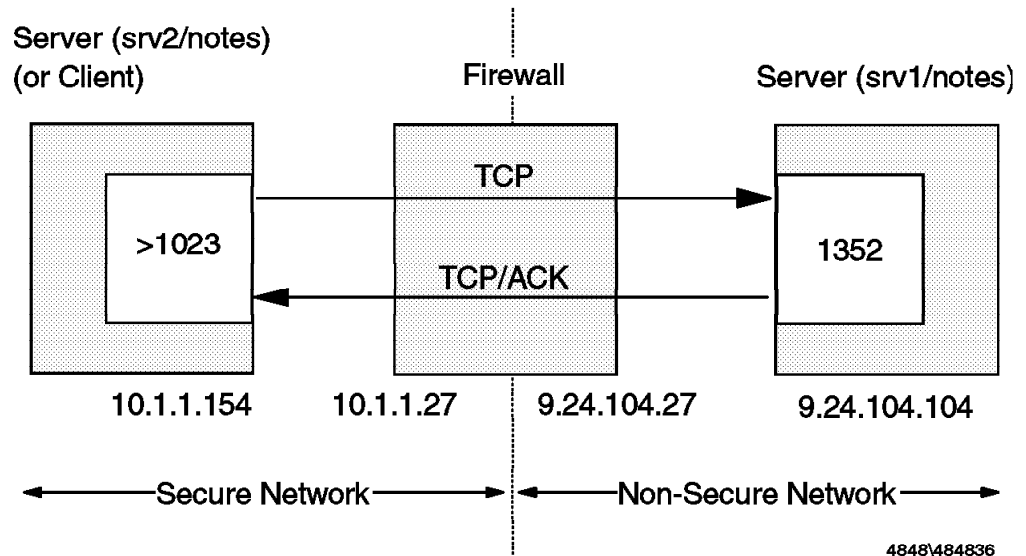 Server (srv2/notes)
(or Client)
Firewall
Server (srv1/notes)
TCP
>1023
1352
TCP/ACK
10.1.1.154
10.1.1.27
9.24.104.27
9.24.104.104
Secure Network
Non-Secure Network
4848\484836